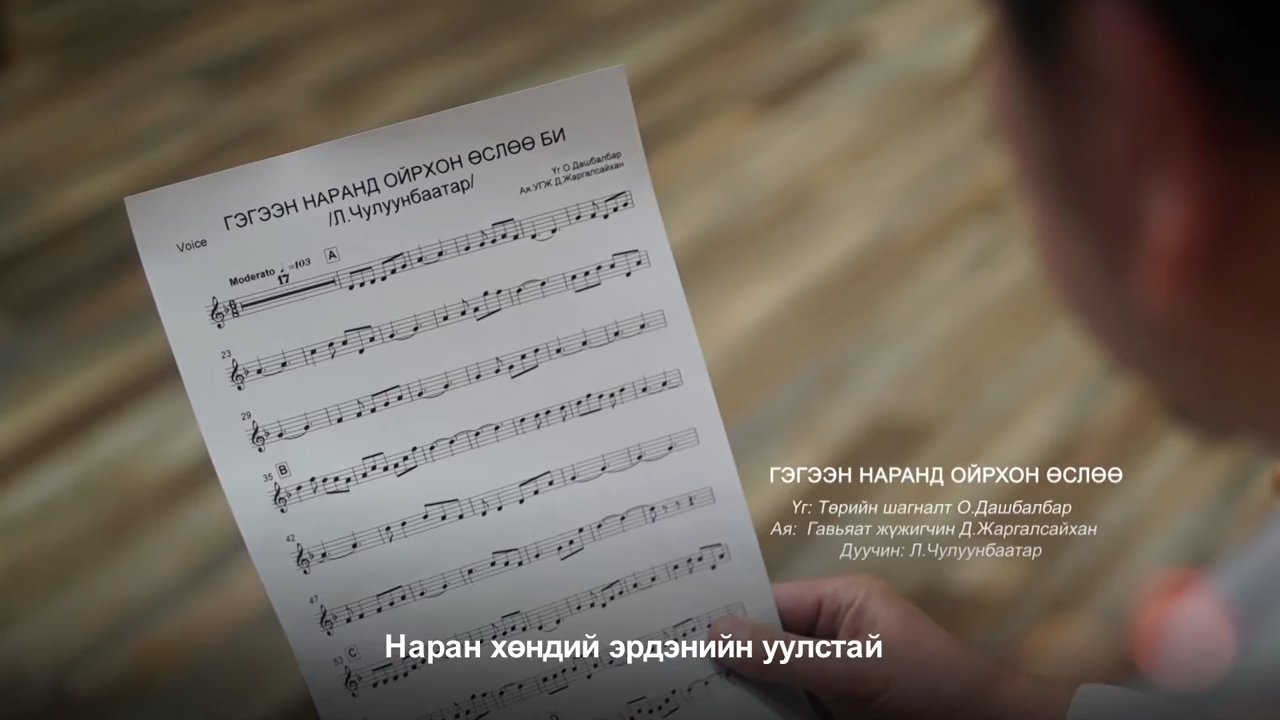 ГЭГЭЭН НАРАНД ОЙРХОН ӨСЛӨӨ БИ
/Л.Чулуунбаатар/
Үг О.Дашбалбар
Ая.УГЖ Д.Жаргалсайхан
Voice
Moderato ♩=103
17
A
23
29
35 B
42
47
53 C
ГЭГЭЭН НАРАНД ОЙРХОН ӨСЛӨӨ
Үг: Төрийн шагналт О.Дашбалбар
Ая: Гавьяат жүжигчин Д.Жаргалсайхан
Дуучин: Л.Чулуунбаатар
Наран хөндий эрдэнийн уулстай